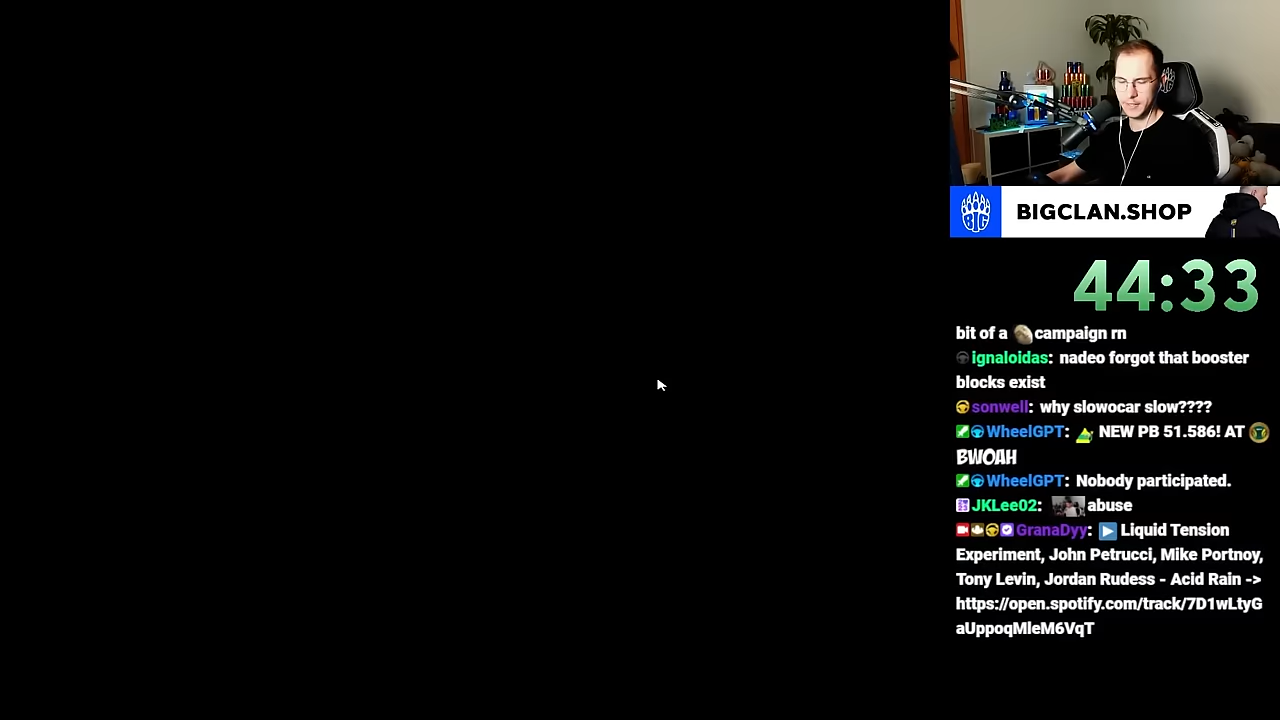 BIG
BIGCLAN.SHOP
44:33
bit of a campaign rn
ignaloidas: nadeo forgot that booster
blocks exist
sonwell: why slowocar slow????
WheelGPT: NEW PB 51.586! AT
BWOAH
WheelGPT: Nobody participated.
JKLee02: abuse
GranaDyy: Liquid Tension
Experiment, John Petrucci, Mike Portnoy,
Tony Levin, Jordan Rudess - Acid Rain ->
https://open.spotify.com/track/7D1wLtyG
aUppoqMleM6VqT